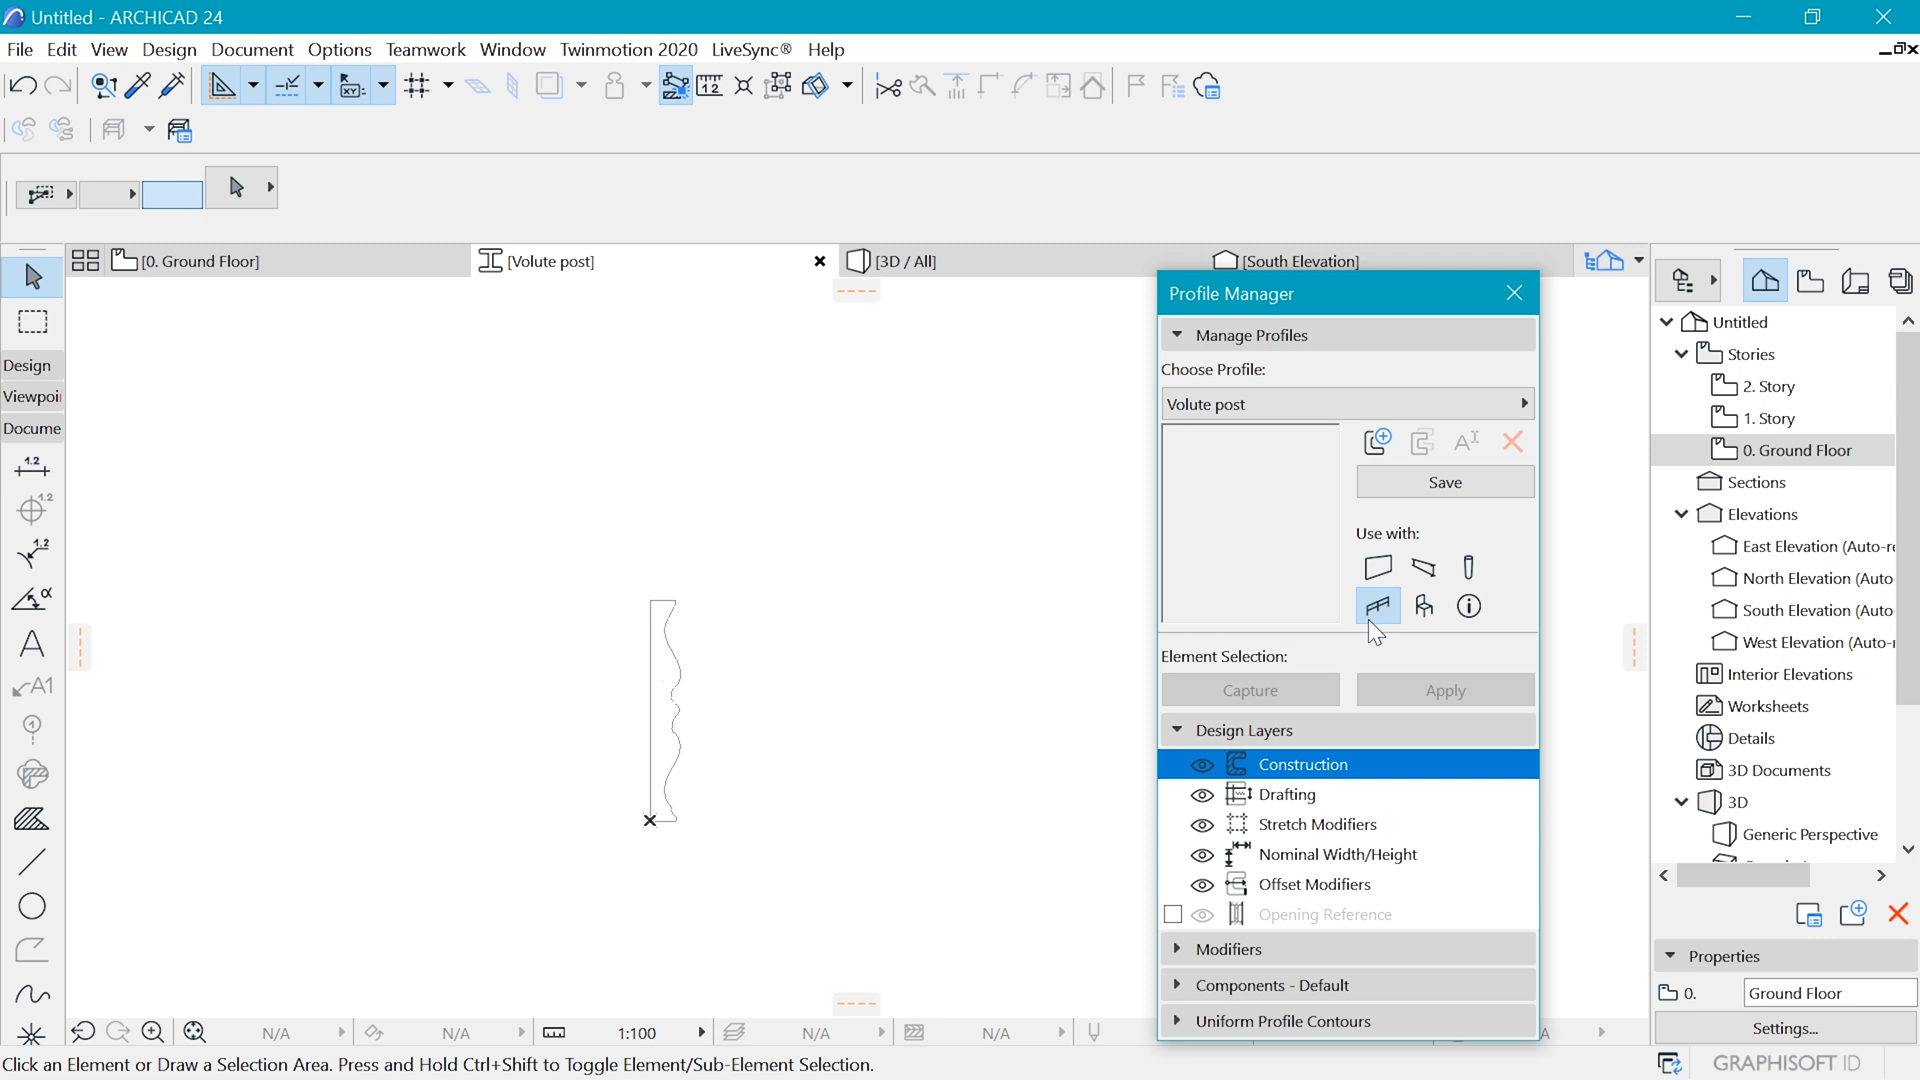 Untitled - ARCHICAD 24
File Edit View Design Document Options Teamwork Window Twinmotion 2020 LiveSync® Help
[0. Ground Floor]
[Volute post]
[3D / All]
[South Elevation]
Design
Viewpoi
Docume
Profile Manager
Manage Profiles
Choose Profile:
Volute post
Save
Use with:
Element Selection:
Capture
Apply
Design Layers
Construction
Drafting
Stretch Modifiers
Nominal Width/Height
Offset Modifiers
Opening Reference
Modifiers
Components - Default
Uniform Profile Contours
Untitled
Stories
2. Story
1. Story
0. Ground Floor
Sections
Elevations
East Elevation (Auto-r
North Elevation (Auto
South Elevation (Auto
West Elevation (Auto-
Interior Elevations
Worksheets
Details
3D Documents
3D
Generic Perspective
Properties
0.
Ground Floor
Settings...
N/A
N/A
1:100
N/A
N/A
Click an Element or Draw a Selection Area. Press and Hold Ctrl+Shift to Toggle Element/Sub-Element Selection.
GRAPHISOFT ID